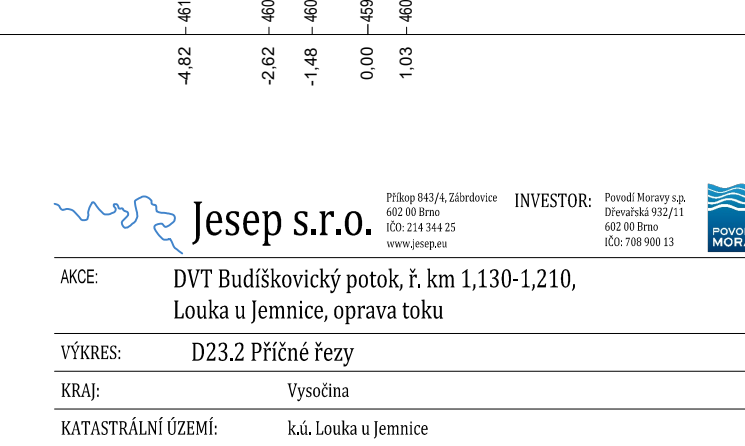 461 460 460 459 460
-4,82 -2,62 -1,48 0,00 1,03
Jesep s.r.o.
Příkop 843/4, Zábrdovice
602 00 Brno
IČO: 214 344 25
www.jesep.eu
INVESTOR:
Povodí Moravy s.p.
Dřevařská 932/11
602 00 Brno
IČO: 708 900 13
AKCE:
DVT Budíškovický potok, ř. km 1,130-1,210,
Louka u Jemnice, oprava toku
VÝKRES: D23.2 Příčné řezy
KRAJ: Vysočina
KATASTRÁLNÍ ÚZEMÍ: k.ú. Louka u Jemnice